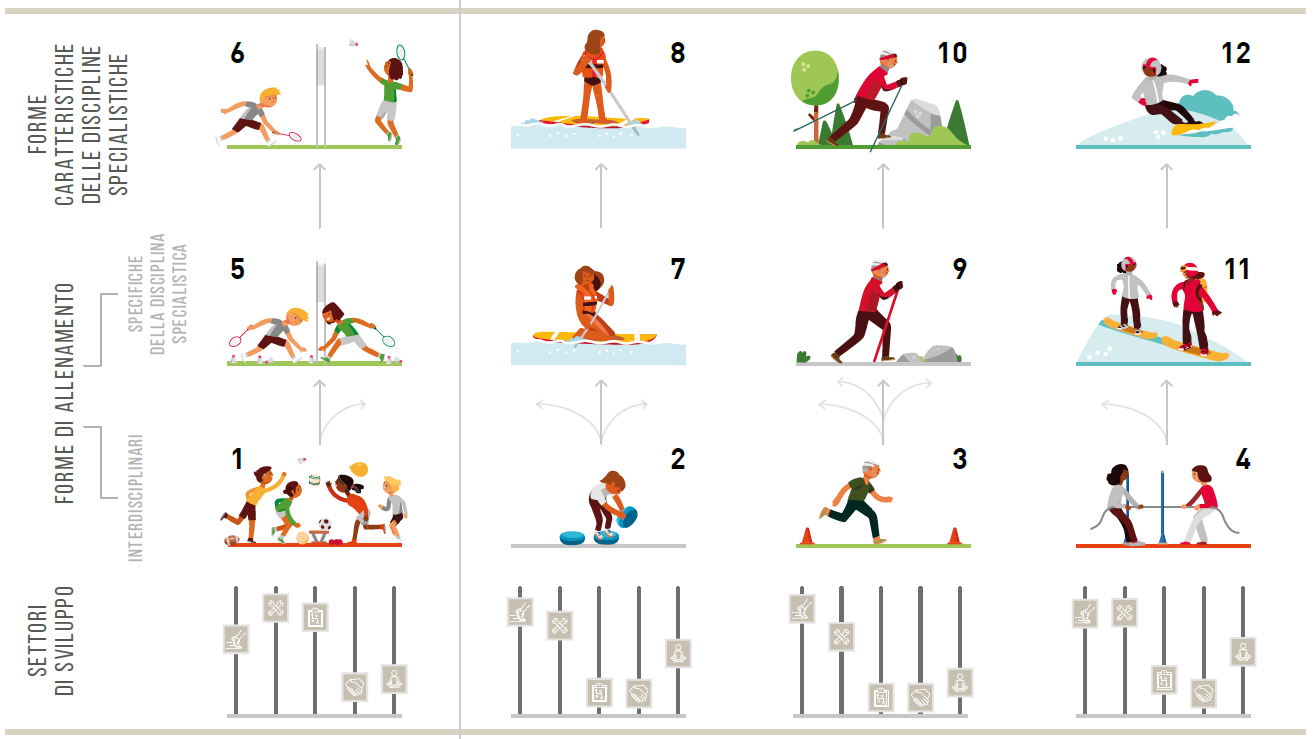 FORME
CARATTERISTICHE
DELLE DISCIPLINE
SPECIALISTICHE
6
8
10
12
FORME DI ALLENAMENTO
SPECIFICHE
DELLA DISCIPLINA
SPECIALISTICA
5
7
9
11
INTERDISCIPLINARI
1
2
3
4
SETTORI
DI SVILUPPO